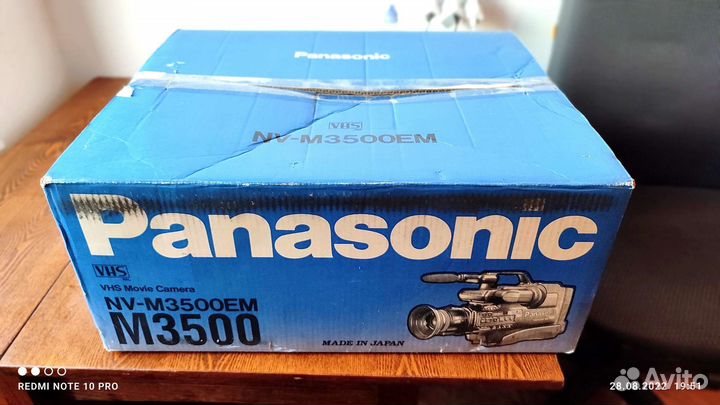 Panasonic
VHS
NV-M3500EM
Panasonic
VHS
VHS Movie Camera
NV-M3500EM
M3500
Panasonic
MADE IN JAPAN
REDMI NOTE 10 PRO
28.08.2022 19:51
Avito